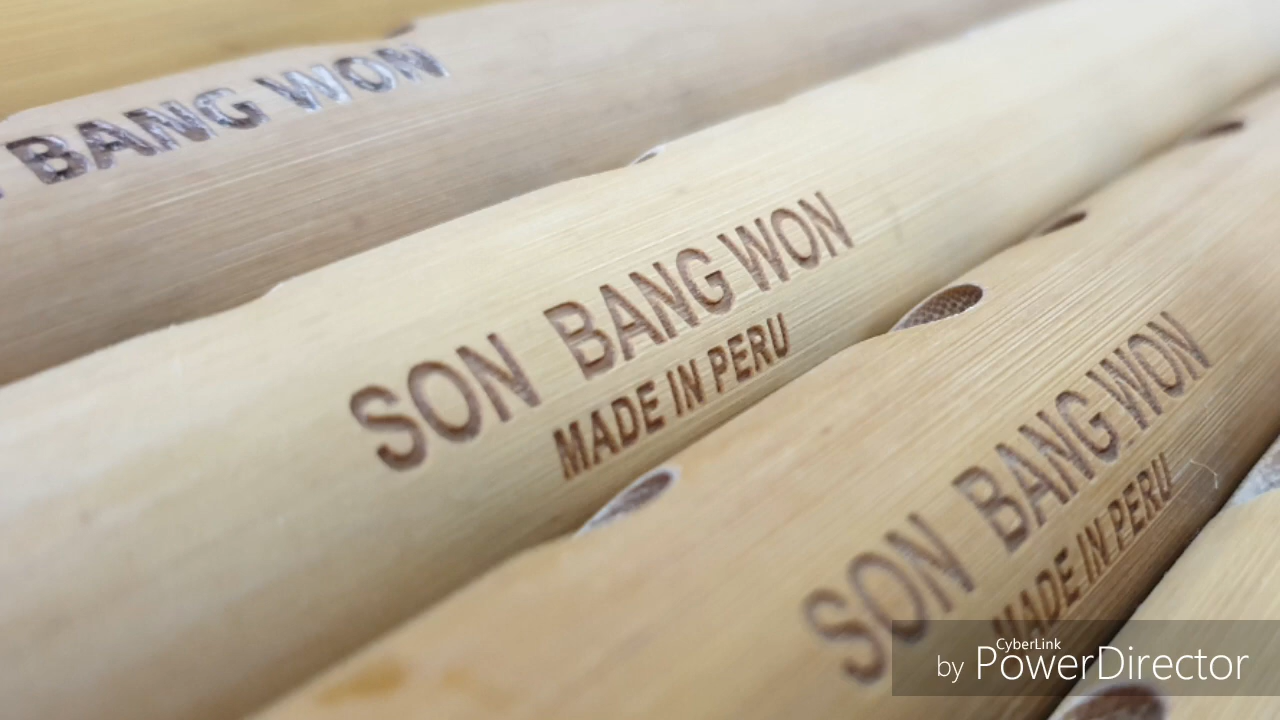 BANG WON
SON BANG WON
MADE IN PERU
SON BANG WON
MADE IN PERU
CyberLink
by PowerDirector